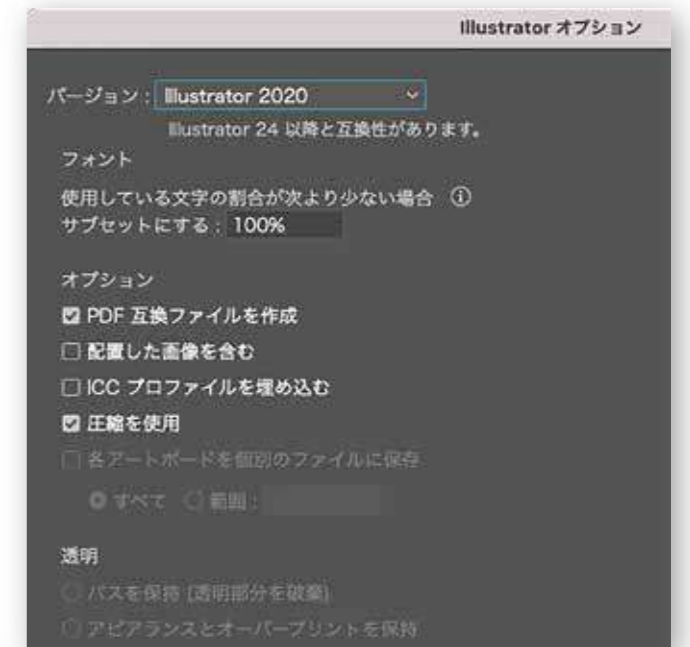 Illustrator オプション
バージョン : Illustrator 2020
Illustrator 24 以降と互換性があります。
フォント
使用している文字の割合が次より少ない場合
サブセットにする : 100%
オプション
PDF 互換ファイルを作成
配置した画像を含む
ICC プロファイルを埋め込む
圧縮を使用
各アートボードを個別のファイルに保存
すべて 範囲 :
透明
パスを保持 (透明部分を破棄)
アピアランスとオーバープリントを保持